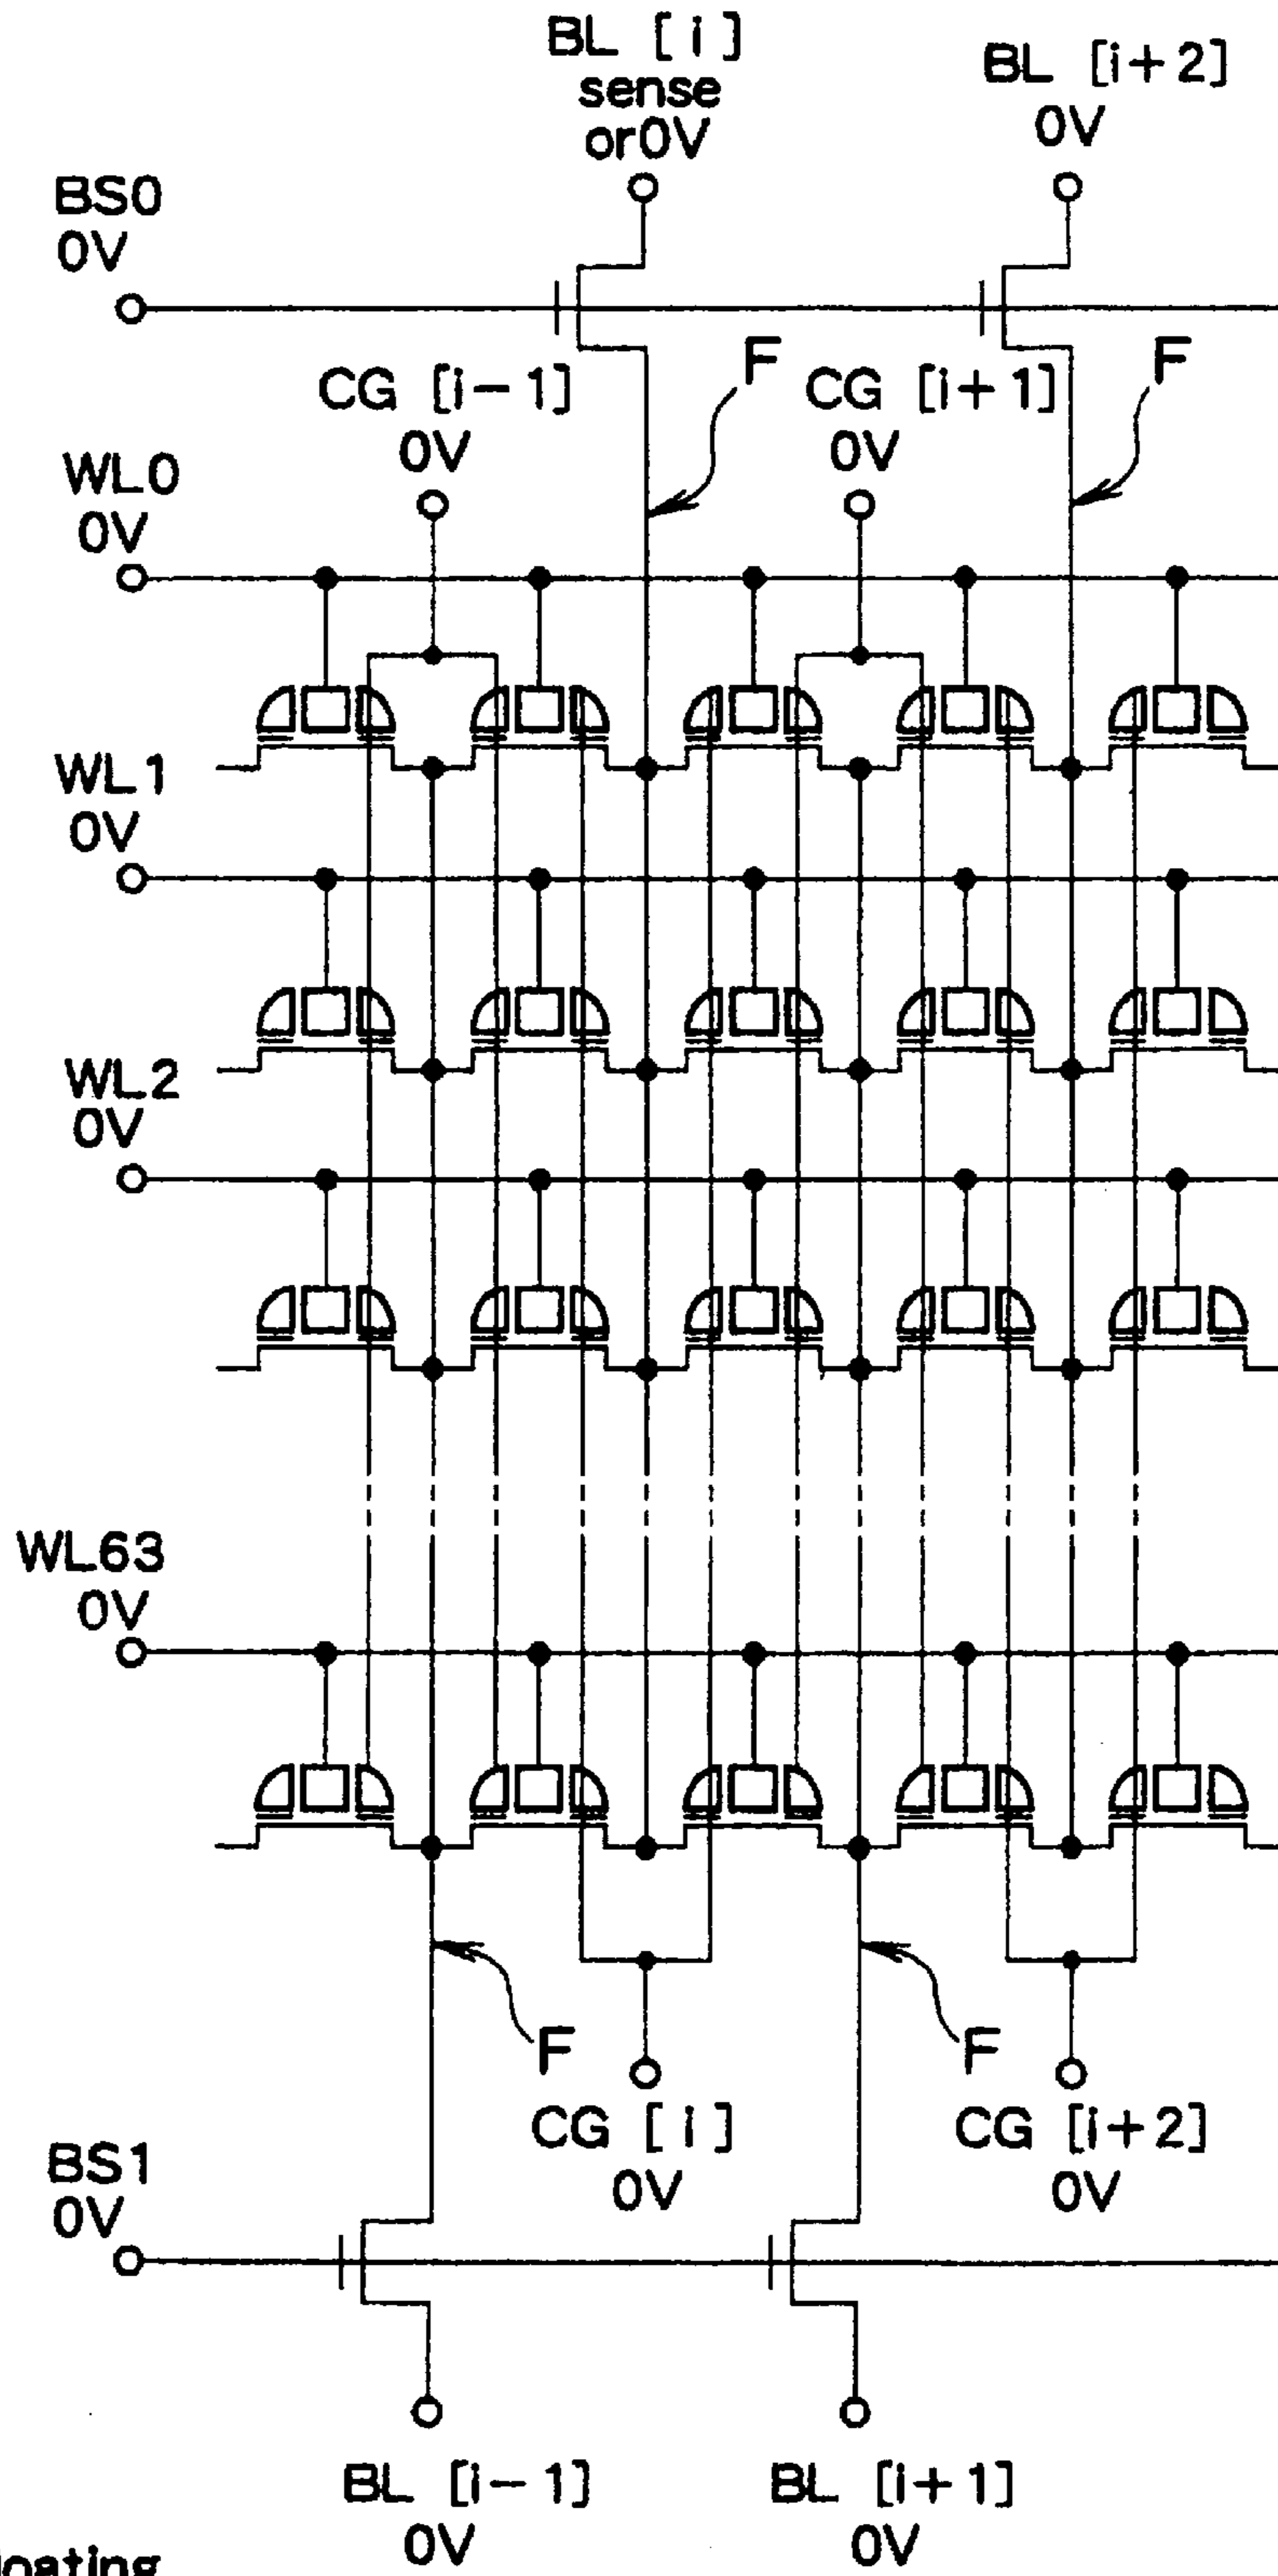 BL [i]
sense
or0V
BL [i+2]
0V
BS0
0V
F
F
CG [i-1]
0V
CG [i+1]
0V
WL0
0V
WL1
0V
WL2
0V
WL63
0V
F
F
CG [i]
0V
CG [i+2]
0V
BS1
0V
BL [i-1]
0V
BL [i+1]
0V